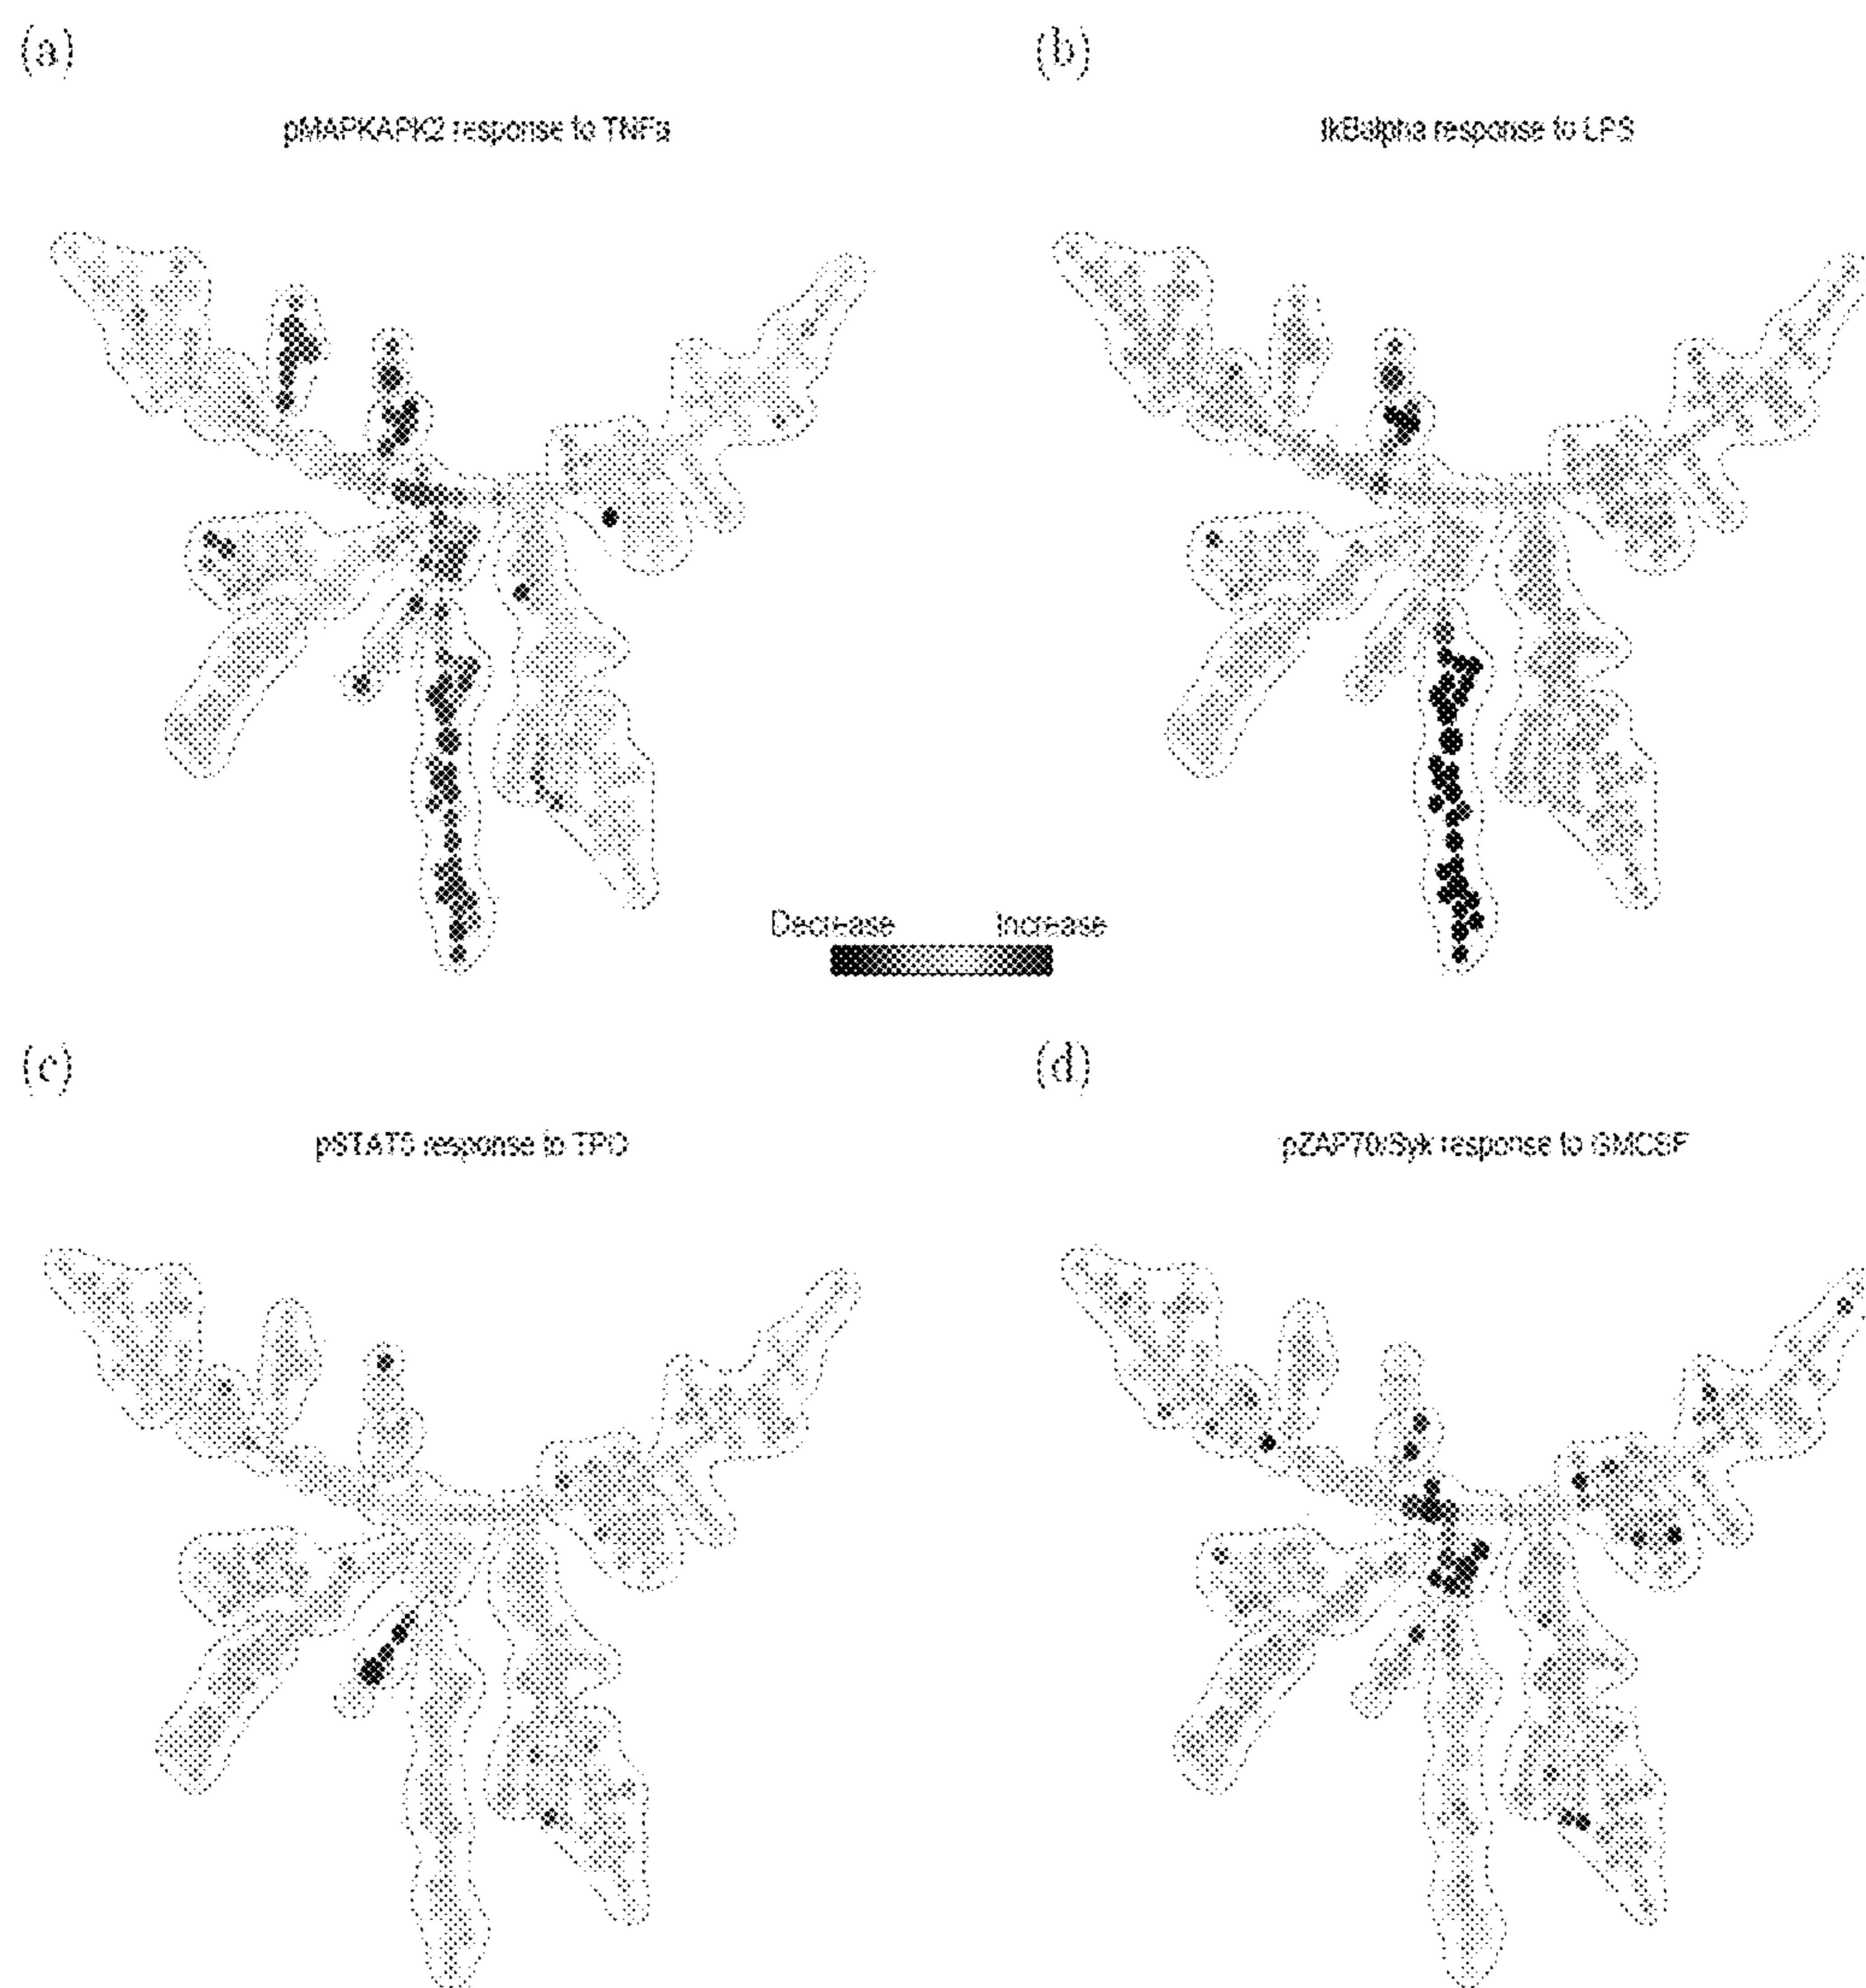 (a)
(b)
pMAPKAPK2 response to TNFa
IkBalpha response to LPS
Decrease Increase
(c)
(d)
pSTAT5 response to TPO
pZAP70/Syk response to GMCSF